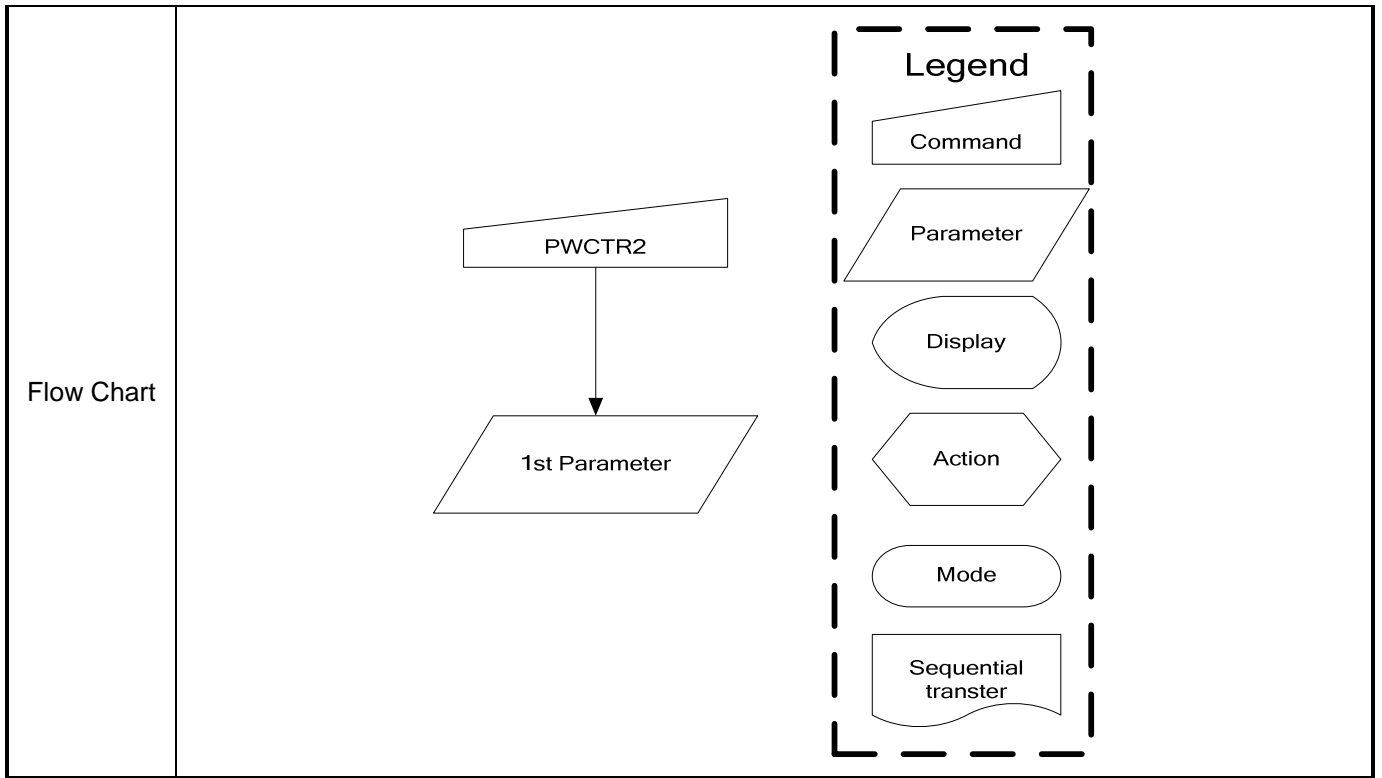 Flow Chart
PWCTR2
1st Parameter
Legend
Command
Parameter
Display
Action
Mode
Sequential
transter